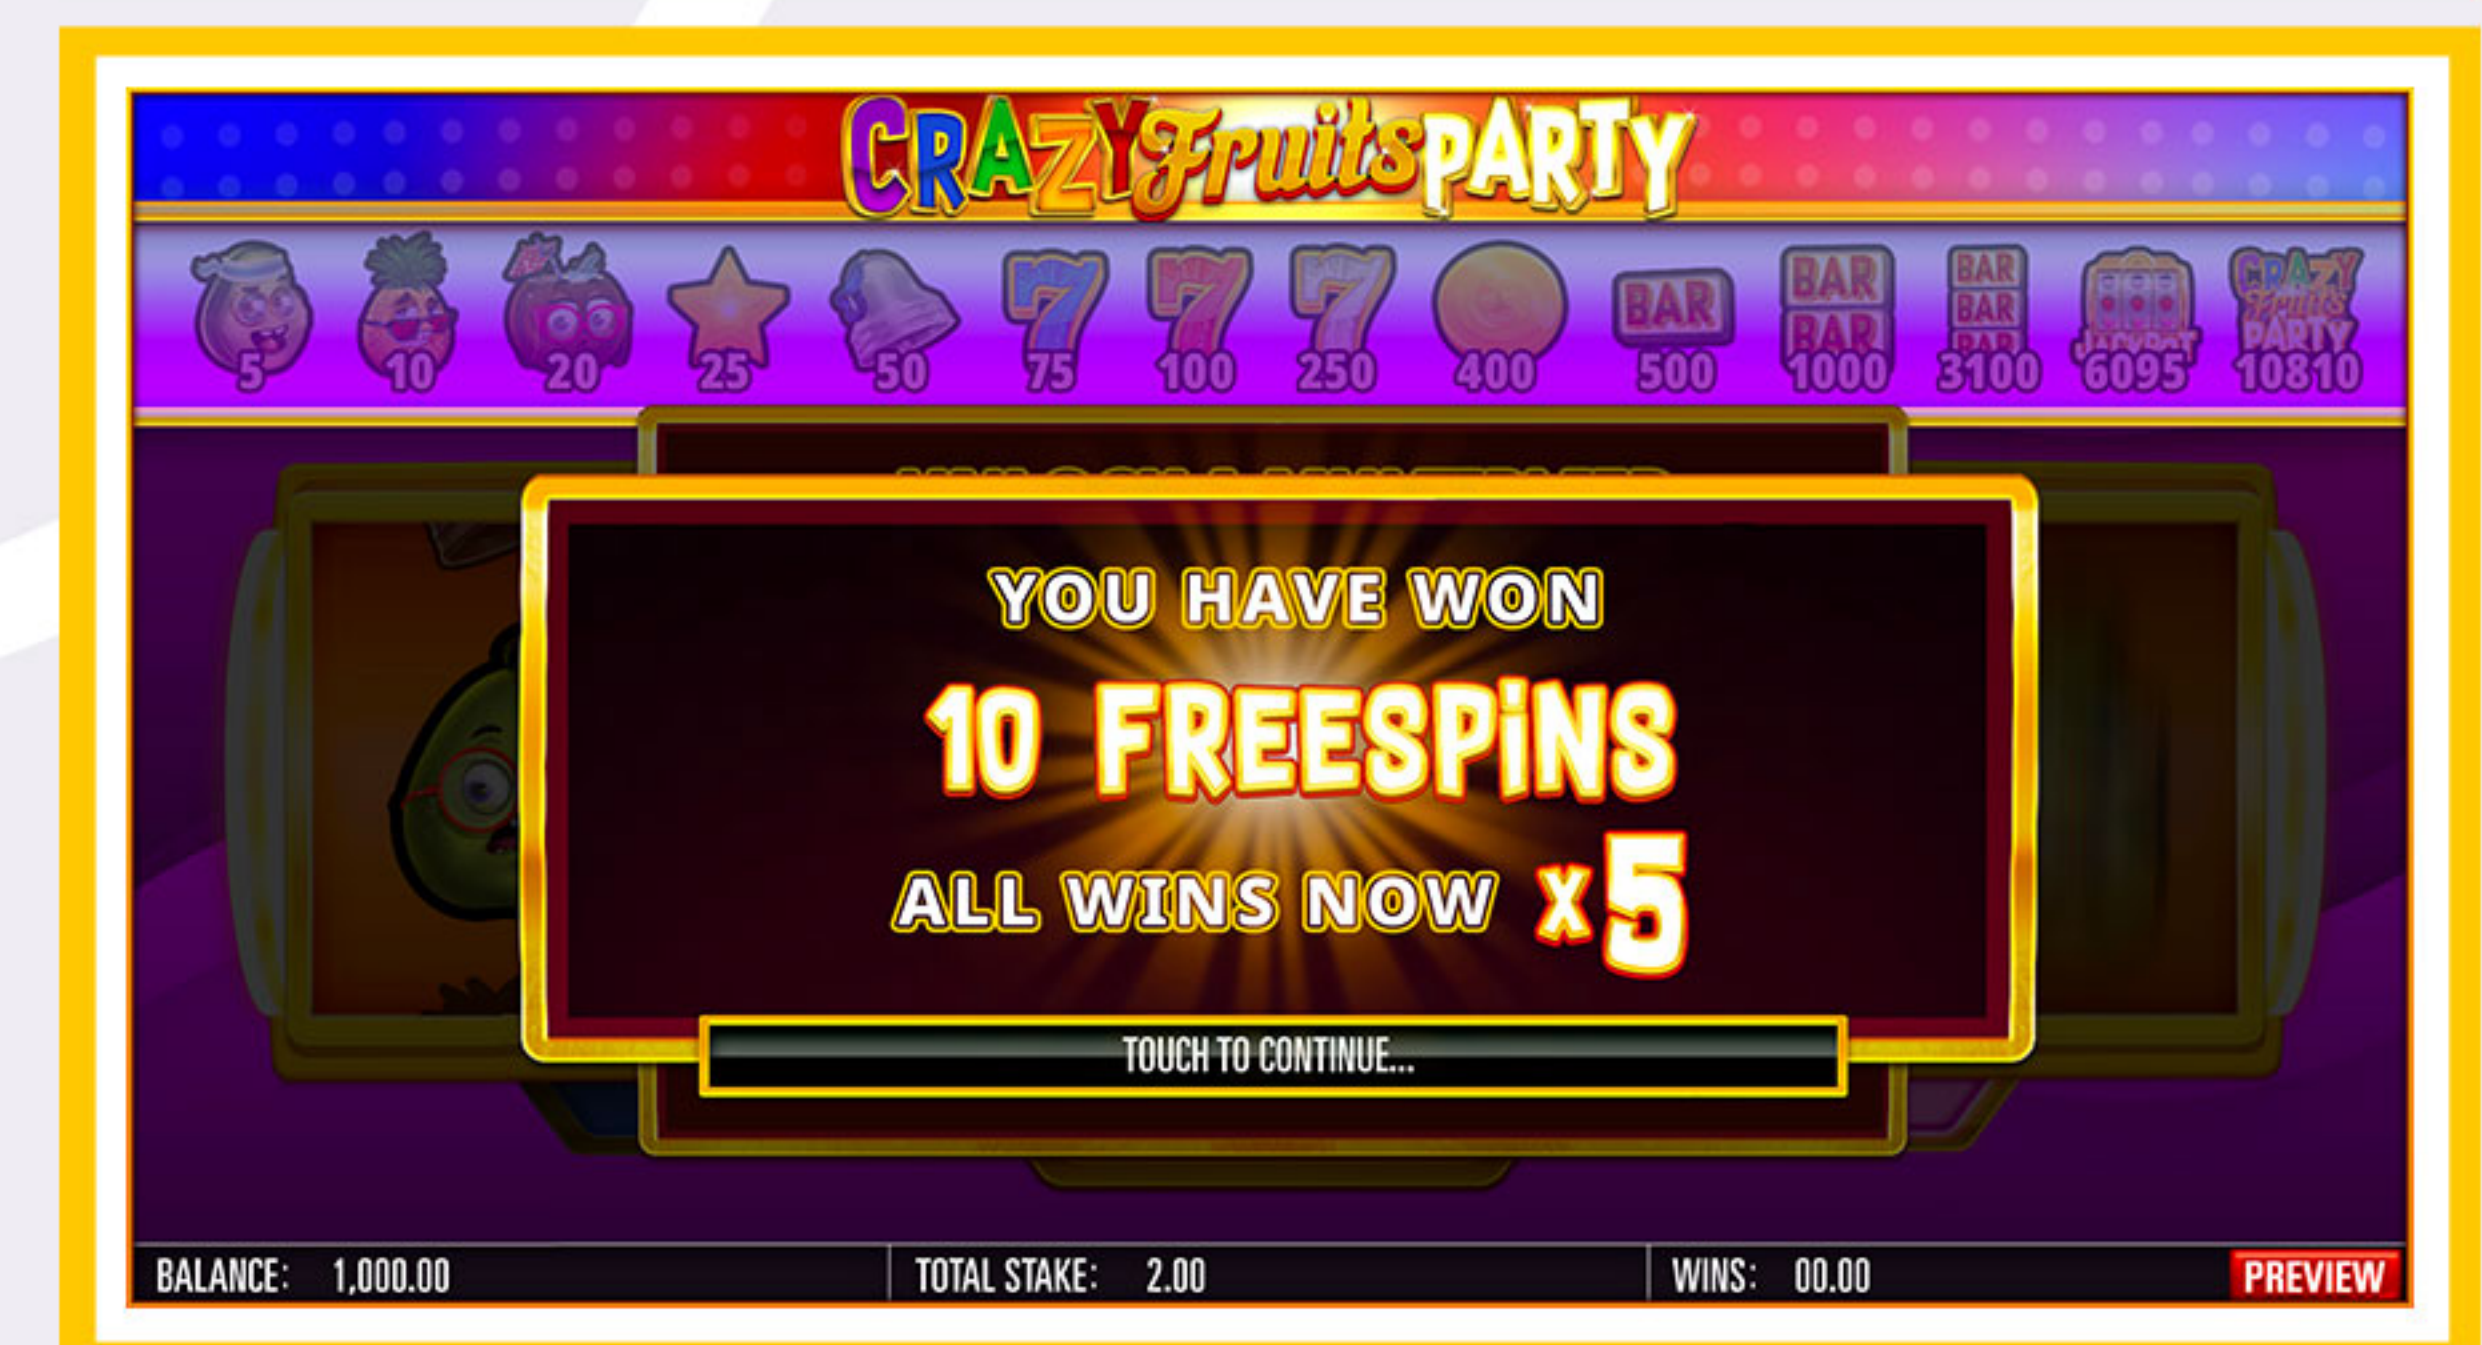 CRAZY Fruits PARTY
BAR
BAR
BAR
BAR
BAR
BAR
JACKPOT
CRAZY
Fruits
PARTY
5 10 20 25 50 75 100 250 400 500 1000 3100 6095 10810
YOU HAVE WON
10 FREESPINS
ALL WINS NOW x5
TOUCH TO CONTINUE...
BALANCE: 1,000.00 TOTAL STAKE: 2.00 WINS: 00.00 PREVIEW